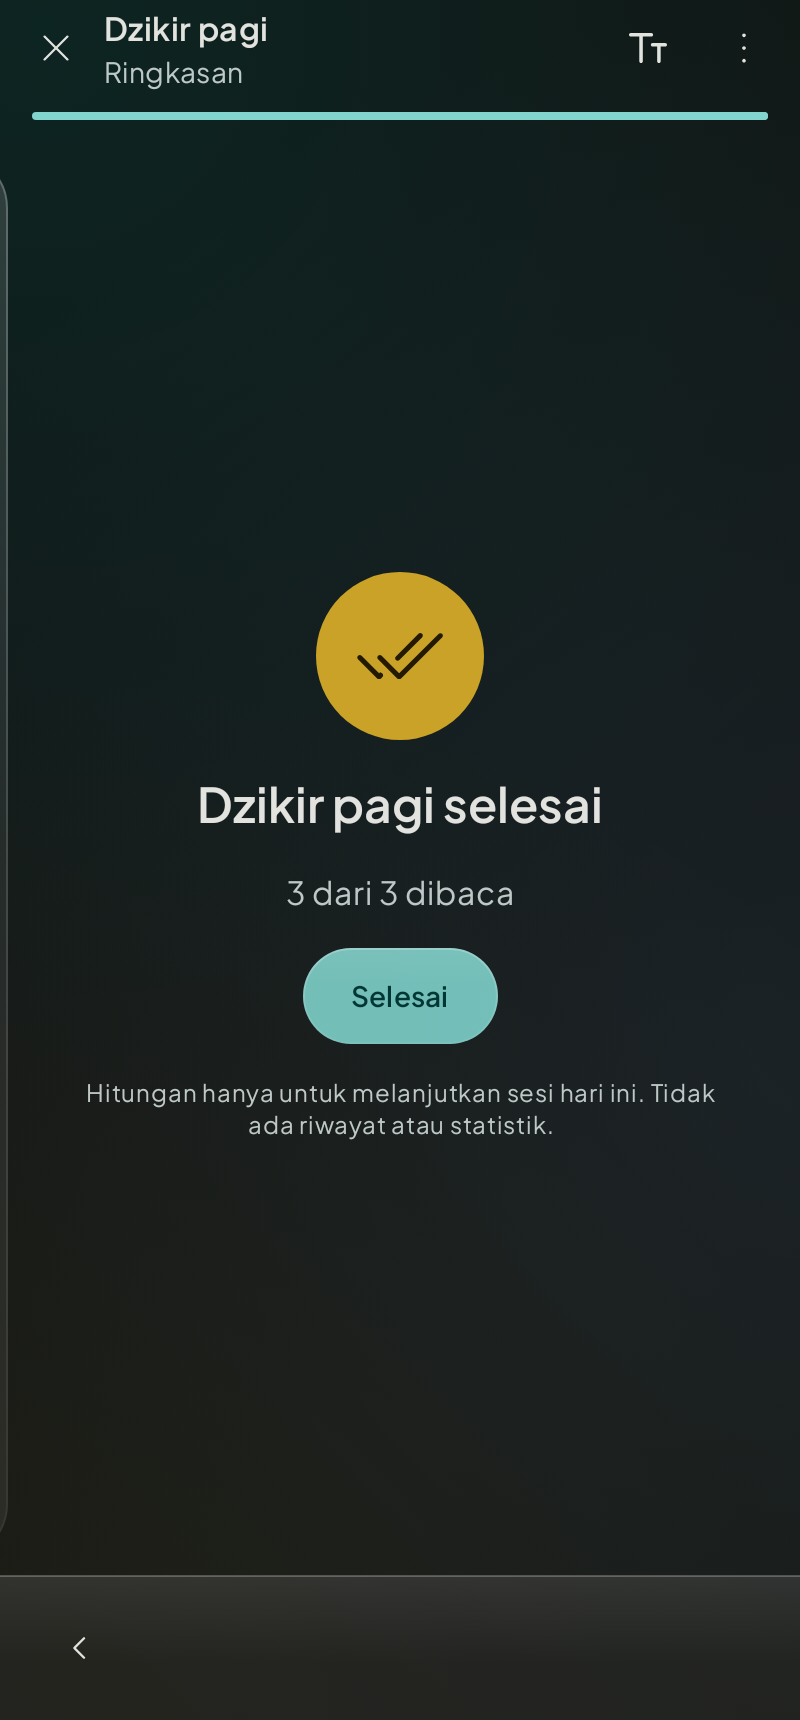 Dzikir pagi
Ringkasan
Dzikir pagi selesai
3 dari 3 dibaca
Selesai
Hitungan hanya untuk melanjutkan sesi hari ini. Tidak
ada riwayat atau statistik.